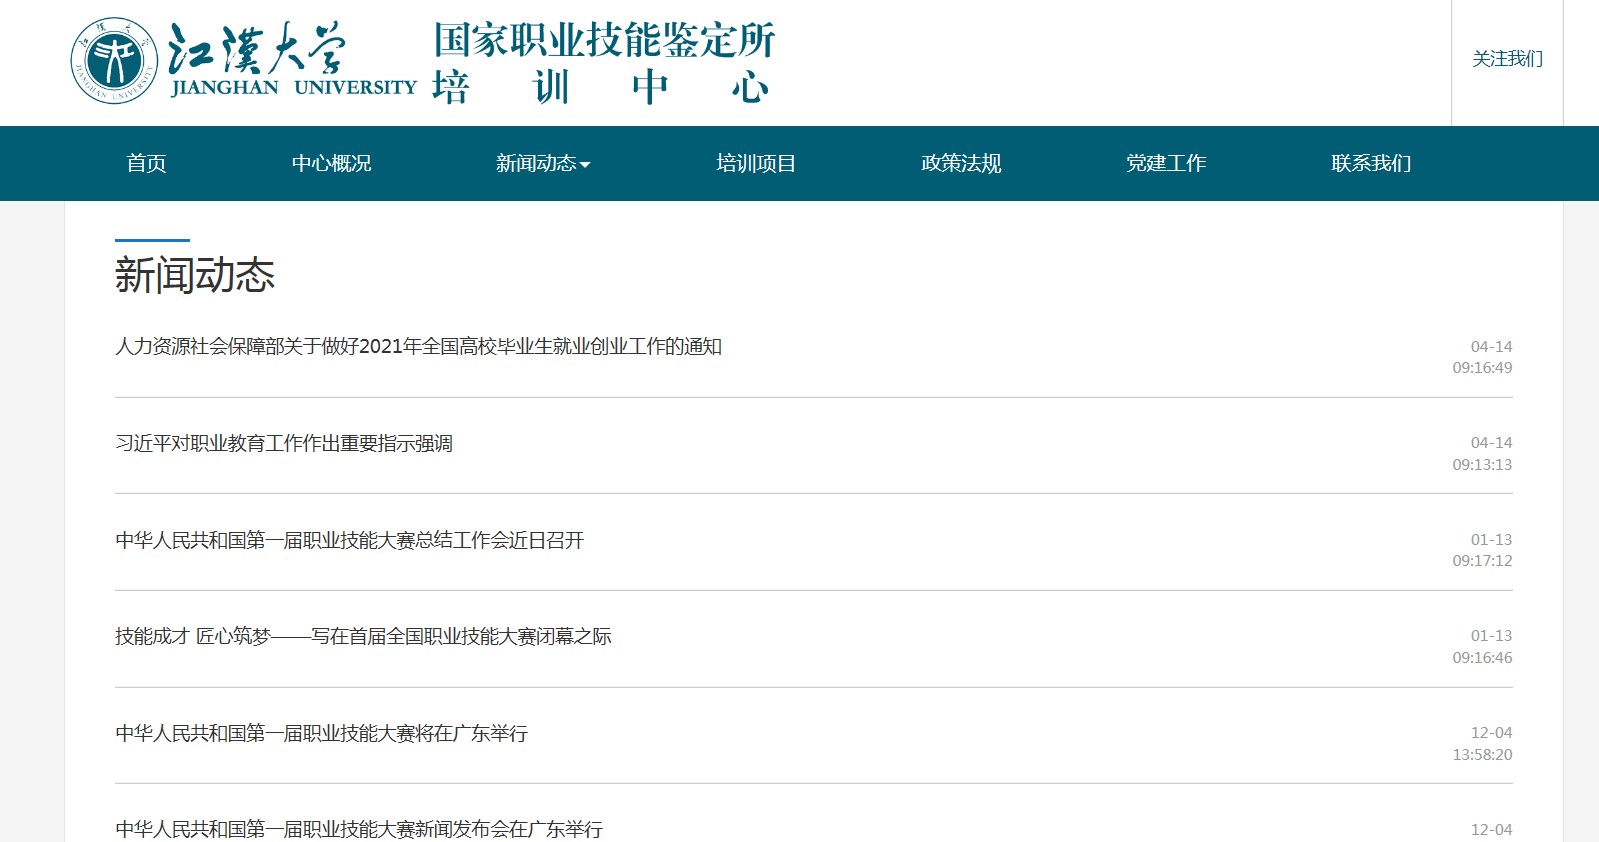 江漢大学
JIANGHAN UNIVERSITY
国家职业技能鉴定所
培训中心
关注我们
首页
中心概况
新闻动态
培训项目
政策法规
党建工作
联系我们
新闻动态
人力资源社会保障部关于做好2021年全国高校毕业生就业创业工作的通知
04-14
09:16:49
习近平对职业教育工作作出重要指示强调
04-14
09:13:13
中华人民共和国第一届职业技能大赛总结工作会近日召开
01-13
09:17:12
技能成才 匠心筑梦——写在首届全国职业技能大赛闭幕之际
01-13
09:16:46
中华人民共和国第一届职业技能大赛将在广东举行
12-04
13:58:20
中华人民共和国第一届职业技能大赛新闻发布会在广东举行
12-04